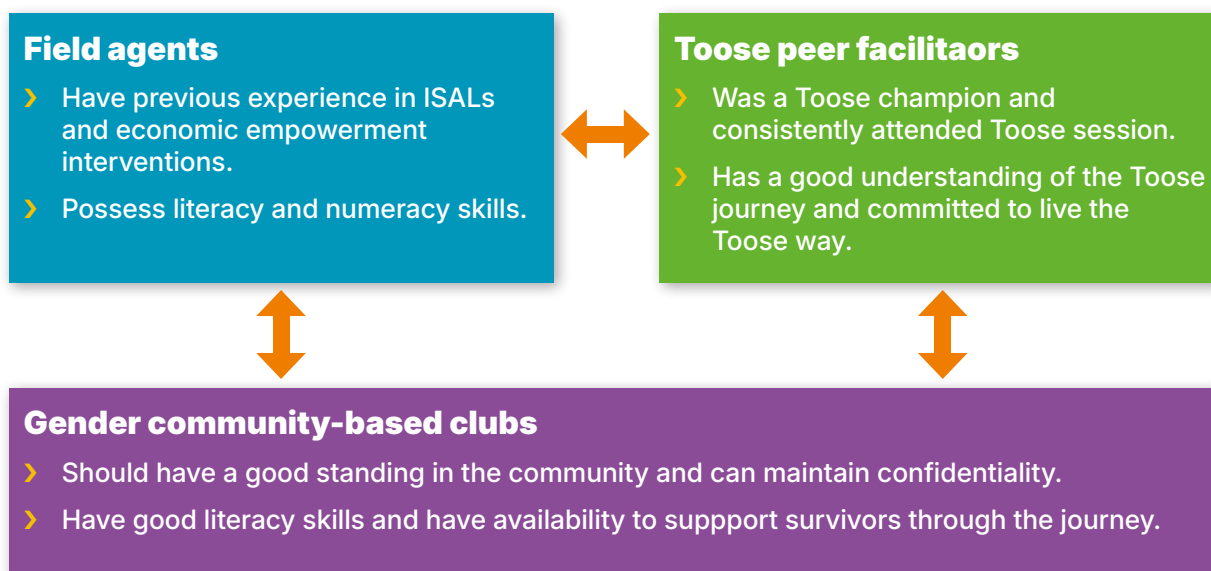 Field agents
Have previous experience in ISALs
and economic empowerment
interventions.
Possess literacy and numeracy skills.
Toose peer facilitaors
Was a Toose champion and
consistently attended Toose session.
Has a good understanding of the Toose
journey and committed to live the
Toose way.
Gender community-based clubs
Should have a good standing in the community and can maintain confidentiality.
Have good literacy skills and have availability to suppport survivors through the journey.